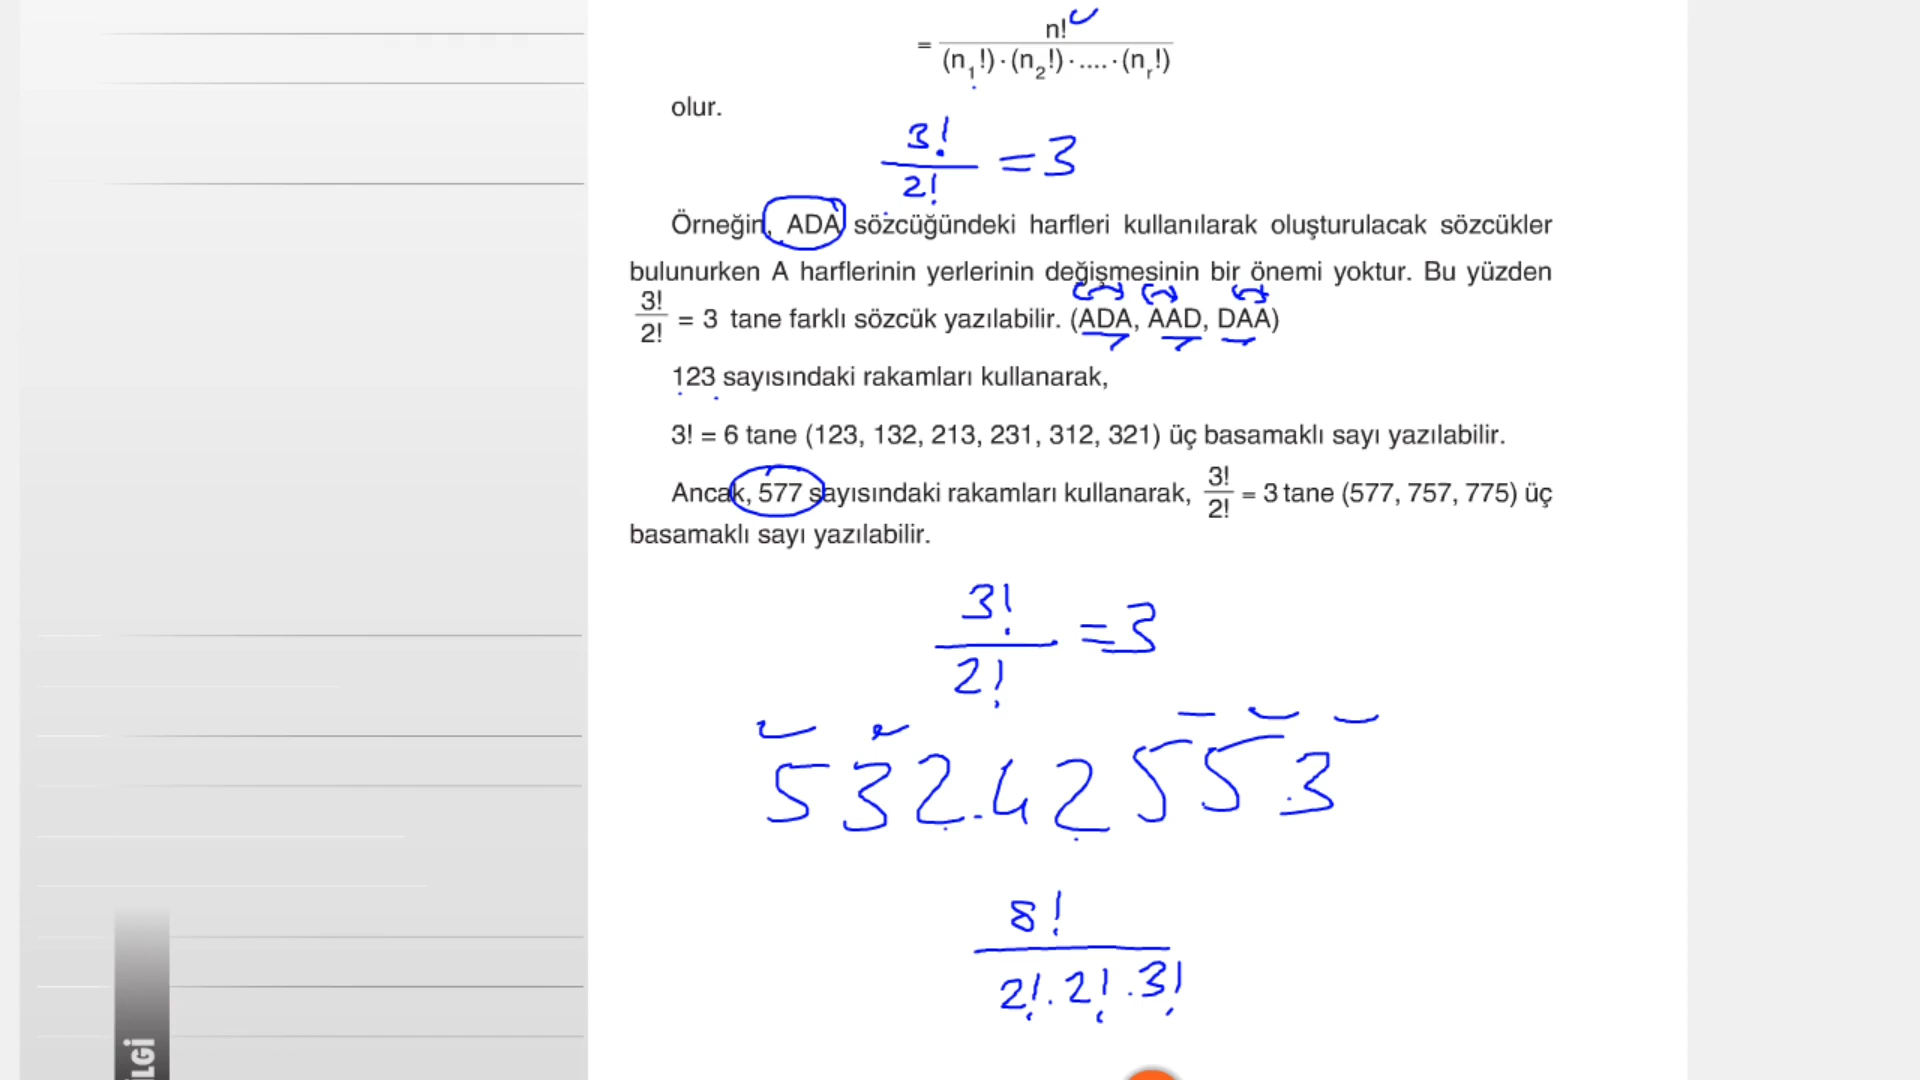 = n! / (n₁!) · (n₂!) · .... · (nᵣ!)
olur.
3! / 2! = 3
Örneğin, ADA sözcüğündeki harfleri kullanılarak oluşturulacak sözcükler
bulunurken A harflerinin yerlerinin değişmesinin bir önemi yoktur. Bu yüzden
3! / 2! = 3 tane farklı sözcük yazılabilir. (ADA, AAD, DAA)
123 sayısındaki rakamları kullanarak,
3! = 6 tane (123, 132, 213, 231, 312, 321) üç basamaklı sayı yazılabilir.
Ancak, 577 sayısındaki rakamları kullanarak, 3! / 2! = 3 tane (577, 757, 775) üç
basamaklı sayı yazılabilir.
3! / 2! = 3
532.42553
8! / 2!.2!.3!